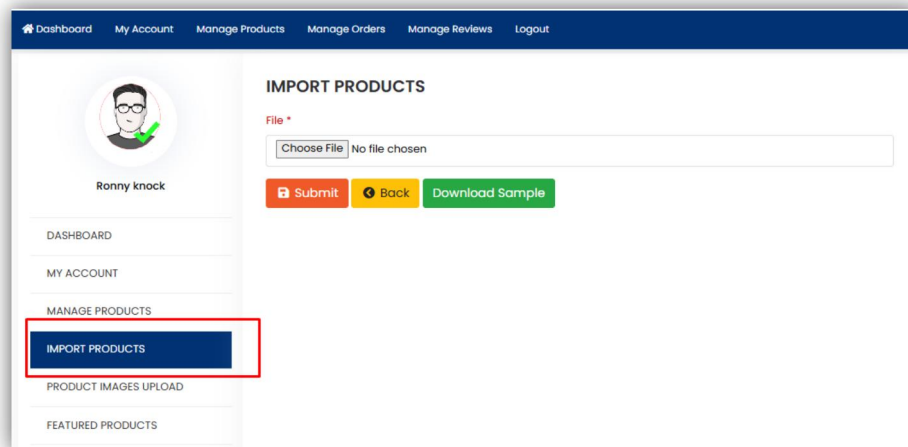 Dashboard My Account Manage Products Manage Orders Manage Reviews Logout
Ronny knock
DASHBOARD
MY ACCOUNT
MANAGE PRODUCTS
IMPORT PRODUCTS
PRODUCT IMAGES UPLOAD
FEATURED PRODUCTS
IMPORT PRODUCTS
File *
Choose File No file chosen
Submit Back Download Sample